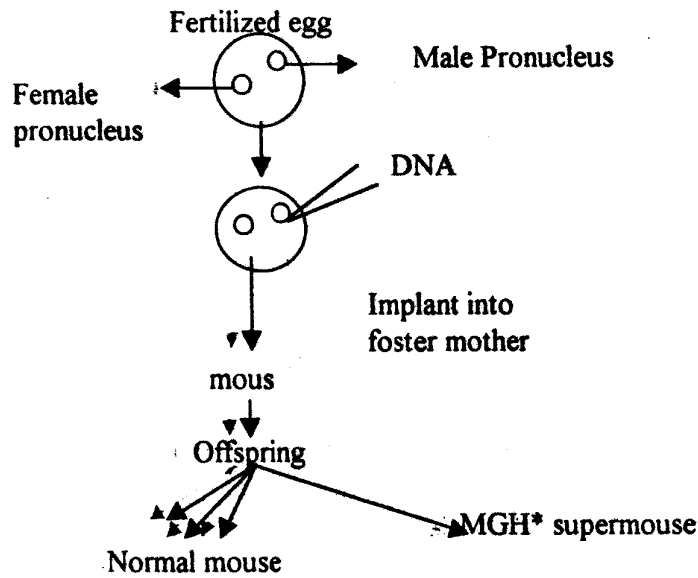 Fertilized egg
Male Pronucleus
Female
pronucleus
DNA
Implant into
foster mother
mous
Offspring
MGH* supermouse
Normal mouse